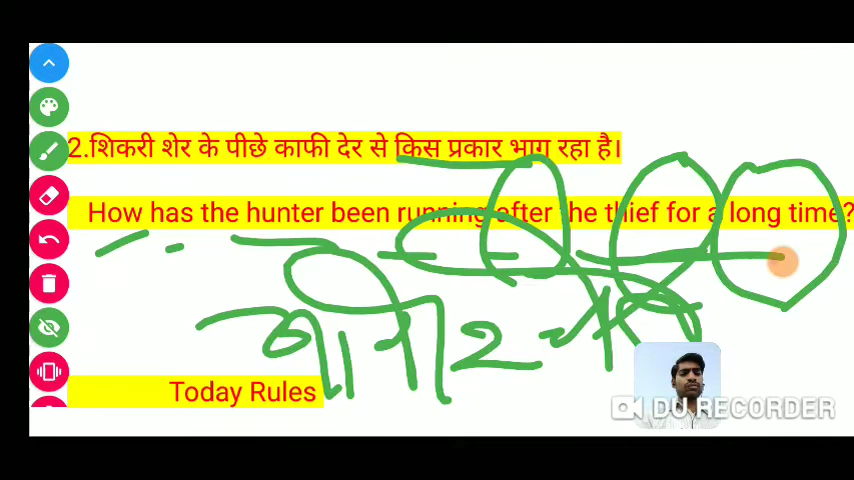 2.शिकरी शेर के पीछे काफी देर से किस प्रकार भाग रहा है।
How has the hunter been running after the thief for a long time?
Today Rules
DU RECORDER